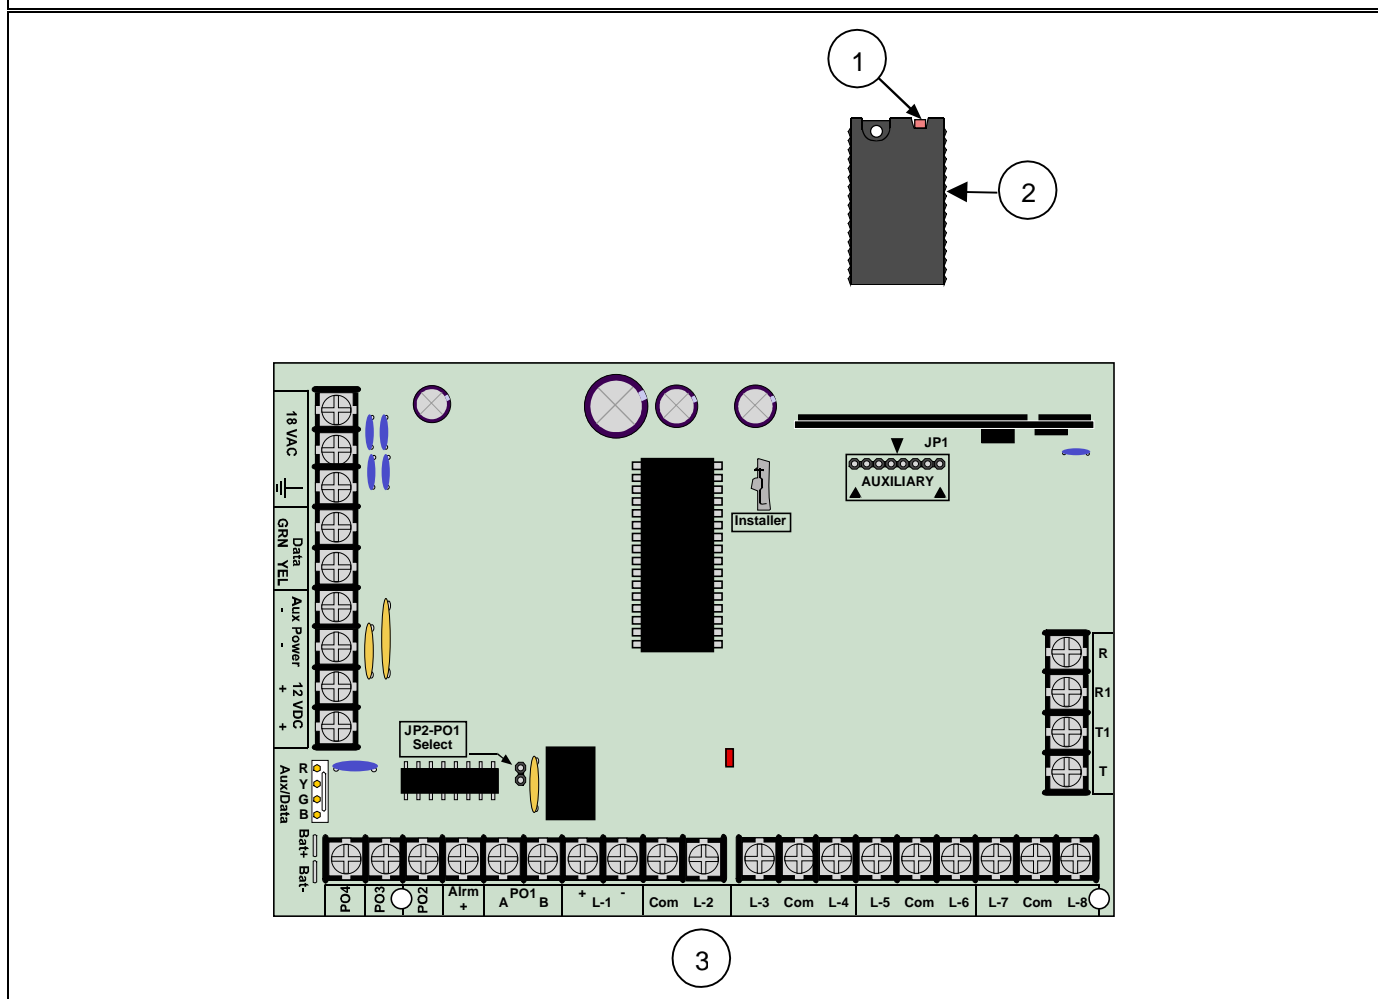 1
2
18 VAC
Data
GRN YEL
Aux Power
- -
12 VDC
+ +
R
Y
G
B
Aux/Data
Bat+
Bat-
JP2-PO1
Select
Installer
JP1
AUXILIARY
R
R1
T1
T
PO4
PO3
PO2
Alrm
+
PO1
A B
+ -
L-1
Com L-2
L-3 Com L-4
L-5 Com L-6
L-7 Com L-8
3